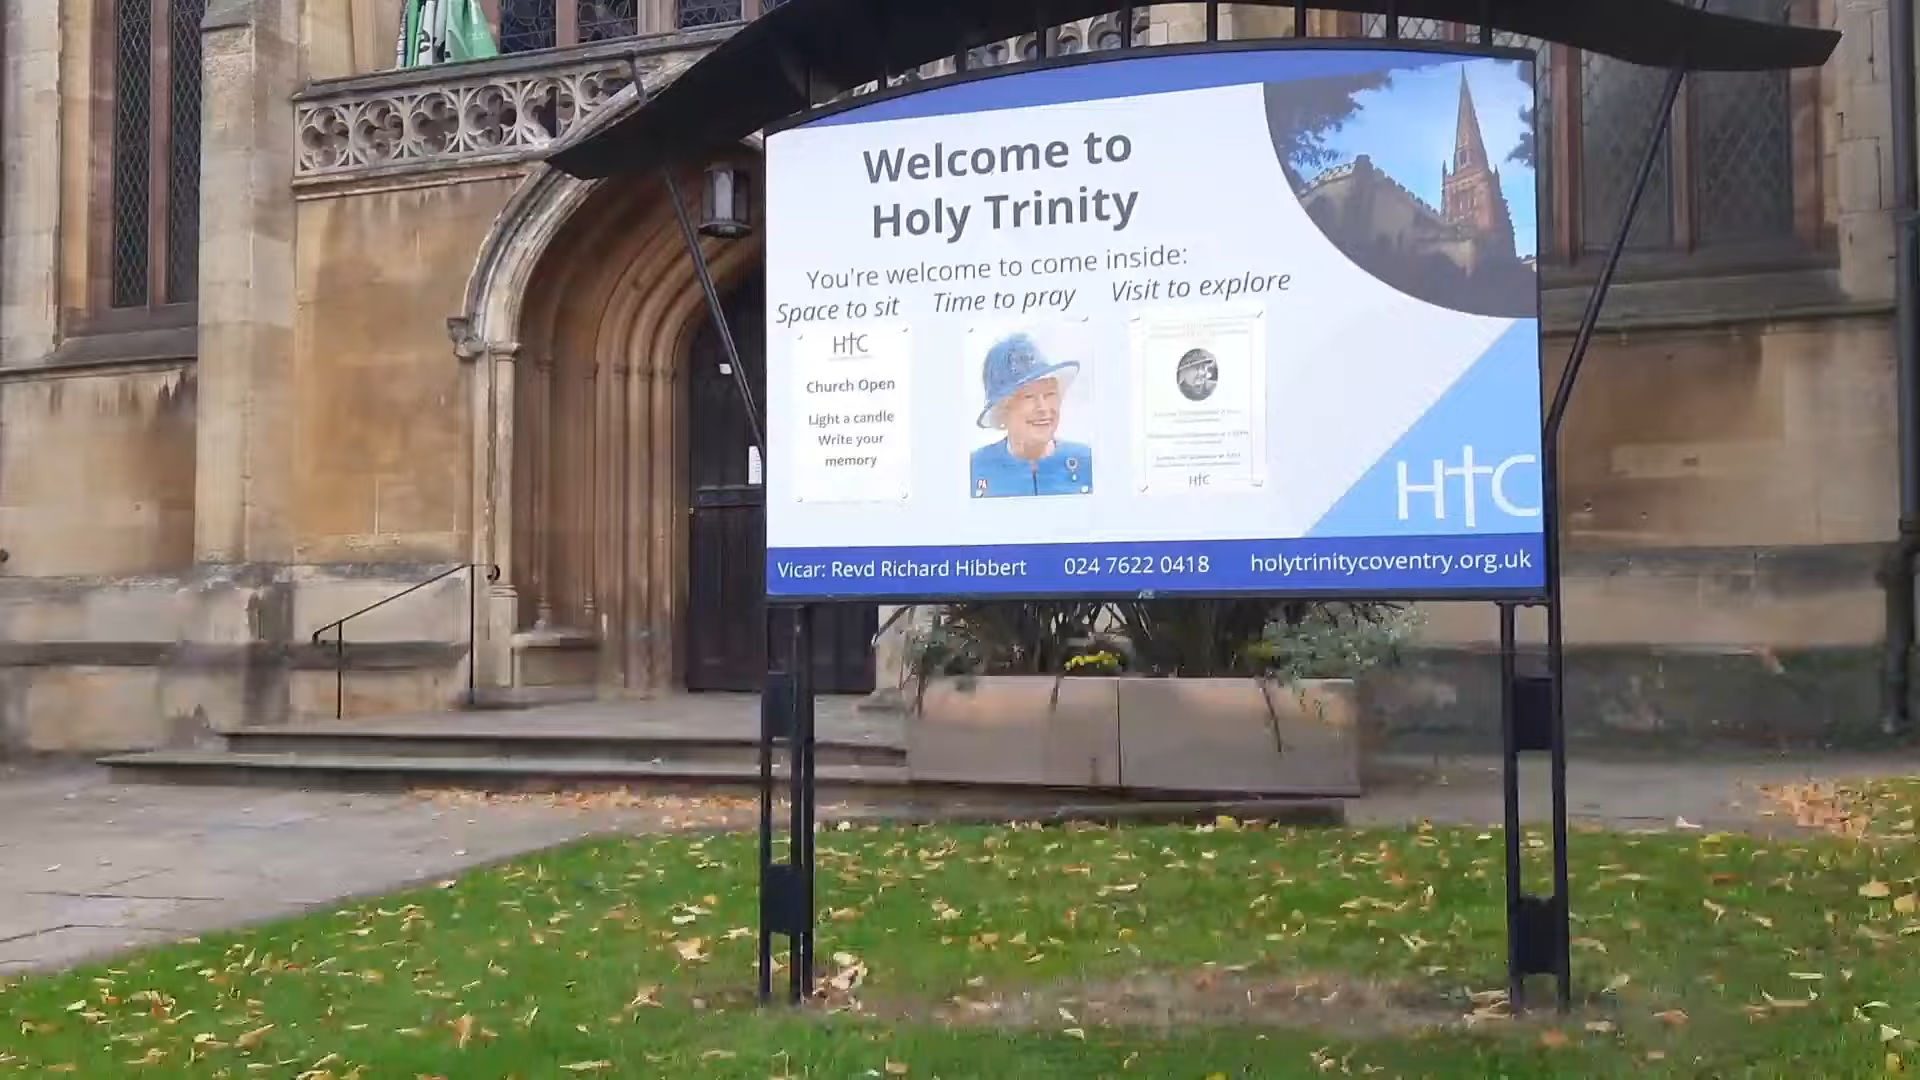 Welcome to
Holy Trinity
You're welcome to come inside:
Space to sit Time to pray Visit to explore
HTC
Church Open
Light a candle
Write your
memory
PA
HTC
HTC
Vicar: Revd Richard Hibbert 024 7622 0418 holytrinitycoventry.org.uk